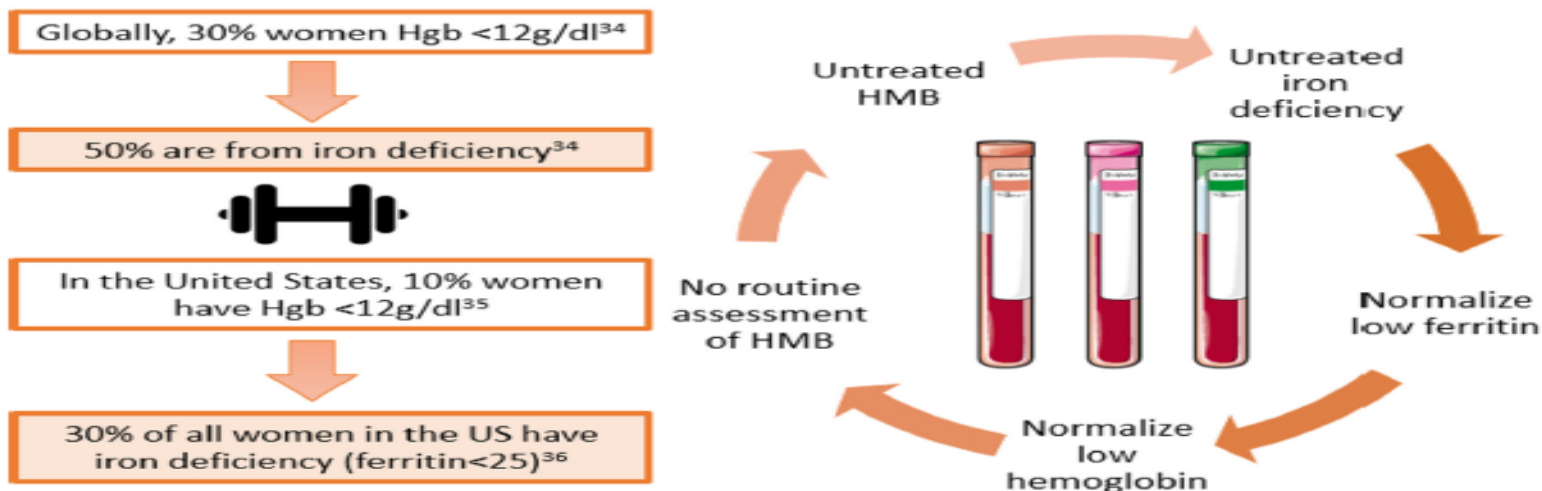 Globally, 30% women Hgb <12g/dl³⁴
50% are from iron deficiency³⁴
In the United States, 10% women
have Hgb <12g/dl³⁵
30% of all women in the US have
iron deficiency (ferritin<25)³⁶
Untreated
HMB
Untreated
iron
deficiency
Normalize
low ferritin
Normalize
low
hemoglobin
No routine
assessment
of HMB